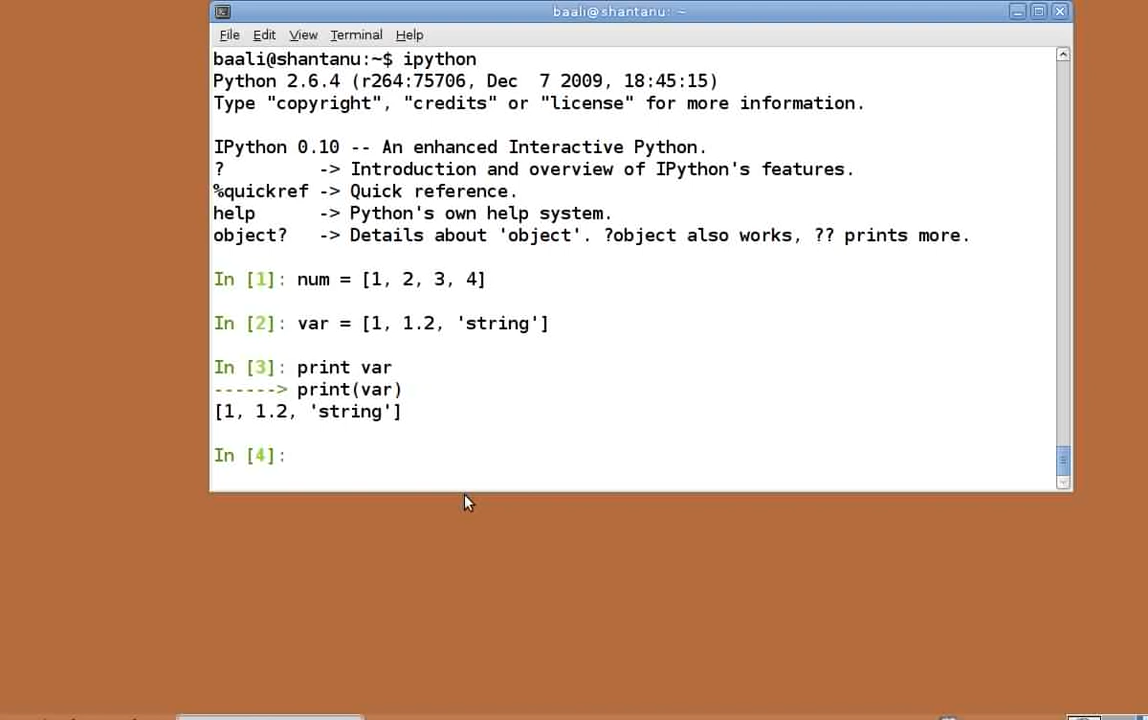 baali@shantanu: ~
File Edit View Terminal Help
baali@shantanu:~$ ipython
Python 2.6.4 (r264:75706, Dec  7 2009, 18:45:15)
Type "copyright", "credits" or "license" for more information.
IPython 0.10 -- An enhanced Interactive Python.
?         -> Introduction and overview of IPython's features.
%quickref -> Quick reference.
help      -> Python's own help system.
object?   -> Details about 'object'. ?object also works, ?? prints more.
In [1]: num = [1, 2, 3, 4]
In [2]: var = [1, 1.2, 'string']
In [3]: print var
------> print(var)
[1, 1.2, 'string']
In [4]: